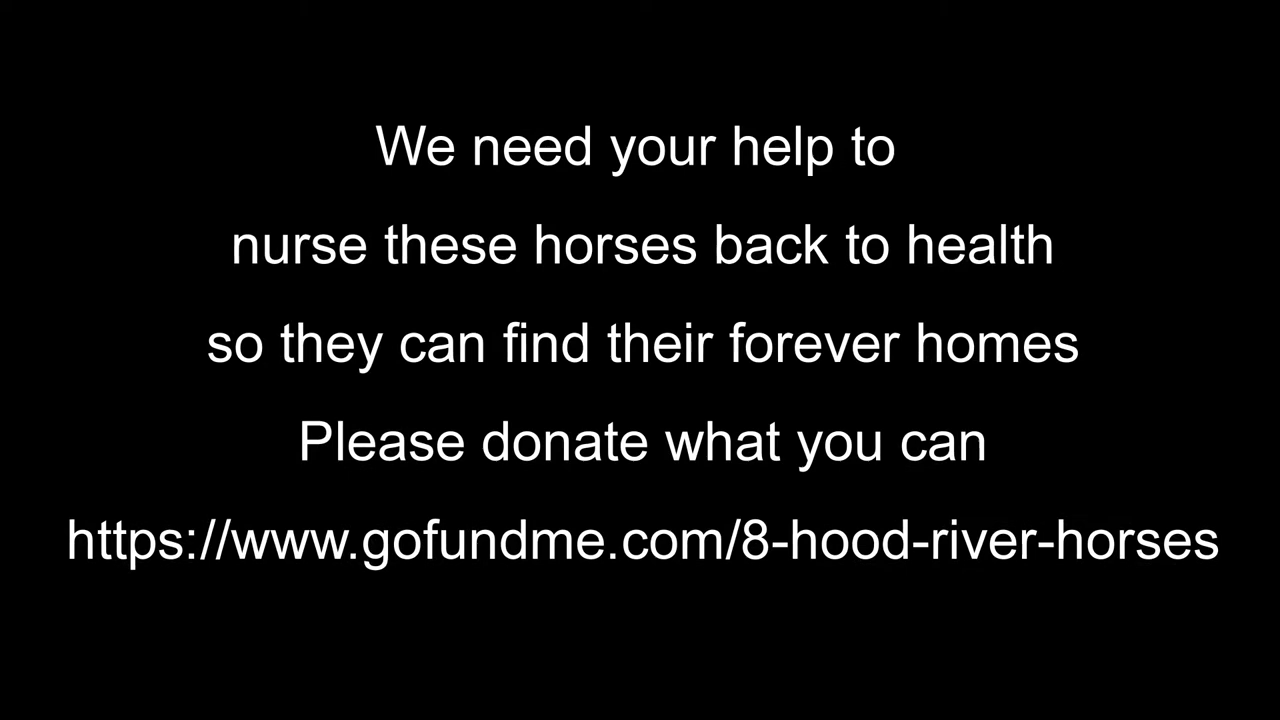 We need your help to
nurse these horses back to health
so they can find their forever homes
Please donate what you can
https://www.gofundme.com/8-hood-river-horses